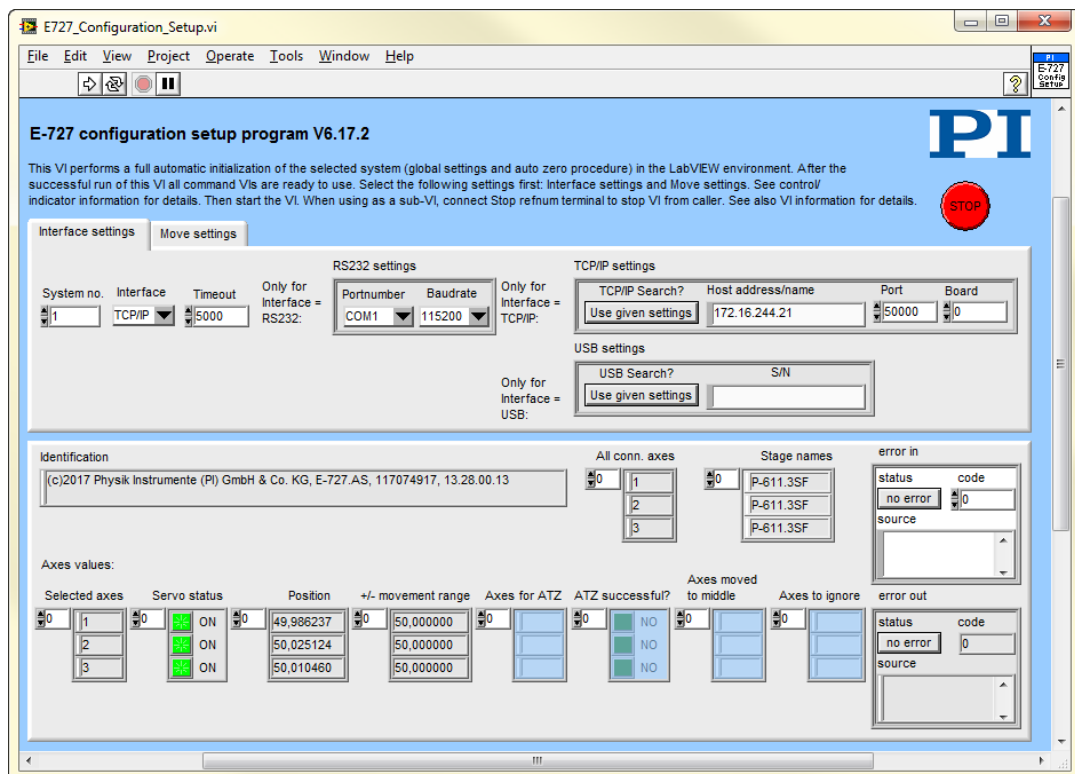 E727_Configuration_Setup.vi
File Edit View Project Operate Tools Window Help
PI
E-727
Config
Setup
E-727 configuration setup program V6.17.2
PI
This VI performs a full automatic initialization of the selected system (global settings and auto zero procedure) in the LabVIEW environment. After the
successful run of this VI all command VIs are ready to use. Select the following settings first: Interface settings and Move settings. See control/
indicator information for details. Then start the VI. When using as a sub-VI, connect Stop refnum terminal to stop VI from caller. See also VI information for details.
STOP
Interface settings Move settings
RS232 settings TCP/IP settings
System no. Interface Timeout Only for Interface = RS232: Portnumber Baudrate Only for Interface = TCP/IP: TCP/IP Search? Host address/name Port Board
1 TCP/IP 5000 COM1 115200 Use given settings 172.16.244.21 50000 0
USB settings
Only for Interface = USB: USB Search? S/N
Use given settings
Identification All conn. axes Stage names error in
(c)2017 Physik Instrumente (PI) GmbH & Co. KG, E-727.AS, 117074917, 13.28.00.13 0 1 0 P-611.3SF status code
2 P-611.3SF no error 0
3 P-611.3SF source
Axes values:
Selected axes Servo status Position +/- movement range Axes for ATZ ATZ successful? Axes moved to middle Axes to ignore error out
0 1 0 ON 0 49,986237 0 50,000000 0 0 NO 0 0 status code
2 ON 50,025124 50,000000 NO no error 0
3 ON 50,010460 50,000000 NO source